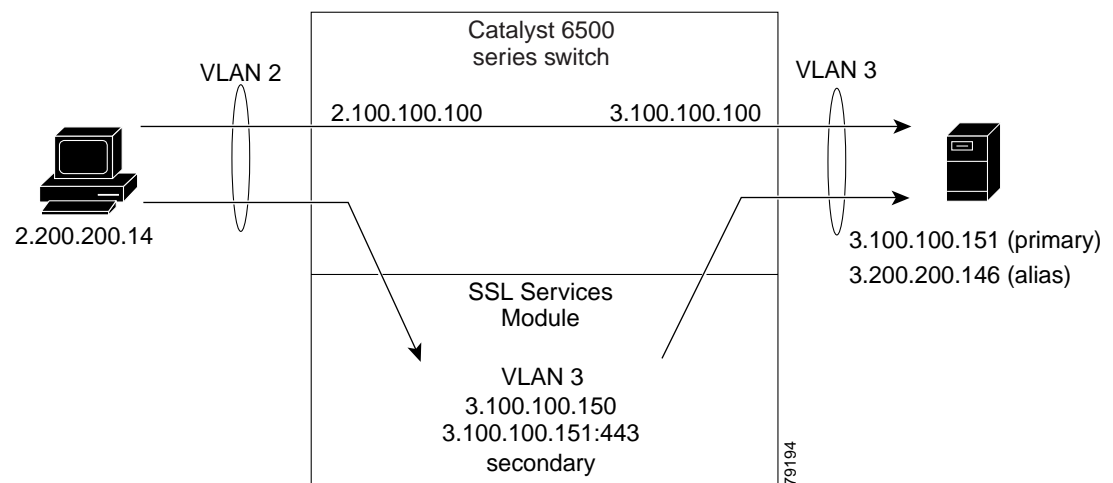 Catalyst 6500
series switch
VLAN 2
VLAN 3
2.100.100.100
3.100.100.100
2.200.200.14
3.100.100.151 (primary)
3.200.200.146 (alias)
SSL Services
Module
VLAN 3
3.100.100.150
3.100.100.151:443
secondary
79194